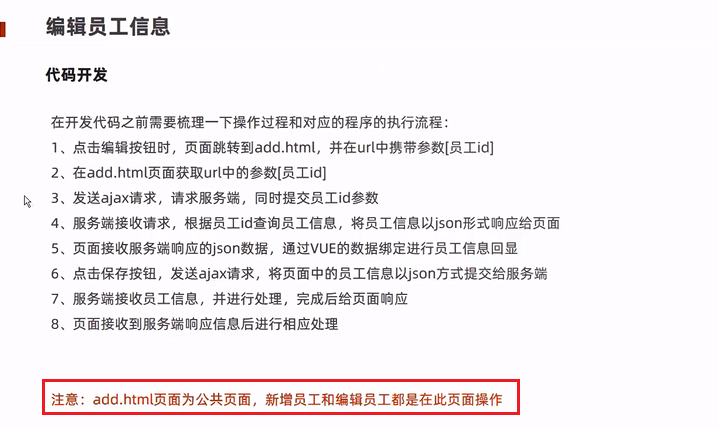 编辑员工信息
代码开发
在开发代码之前需要梳理一下操作过程和对应的程序的执行流程：
1、点击编辑按钮时，页面跳转到add.html，并在url中携带参数[员工id]
2、在add.html页面获取url中的参数[员工id]
3、发送ajax请求，请求服务端，同时提交员工id参数
4、服务端接收请求，根据员工id查询员工信息，将员工信息以json形式响应给页面
5、页面接收服务端响应的json数据，通过VUE的数据绑定进行员工信息回显
6、点击保存按钮，发送ajax请求，将页面中的员工信息以json方式提交给服务端
7、服务端接收员工信息，并进行处理，完成后给页面响应
8、页面接收到服务端响应信息后进行相应处理
注意：add.html页面为公共页面，新增员工和编辑员工都是在此页面操作